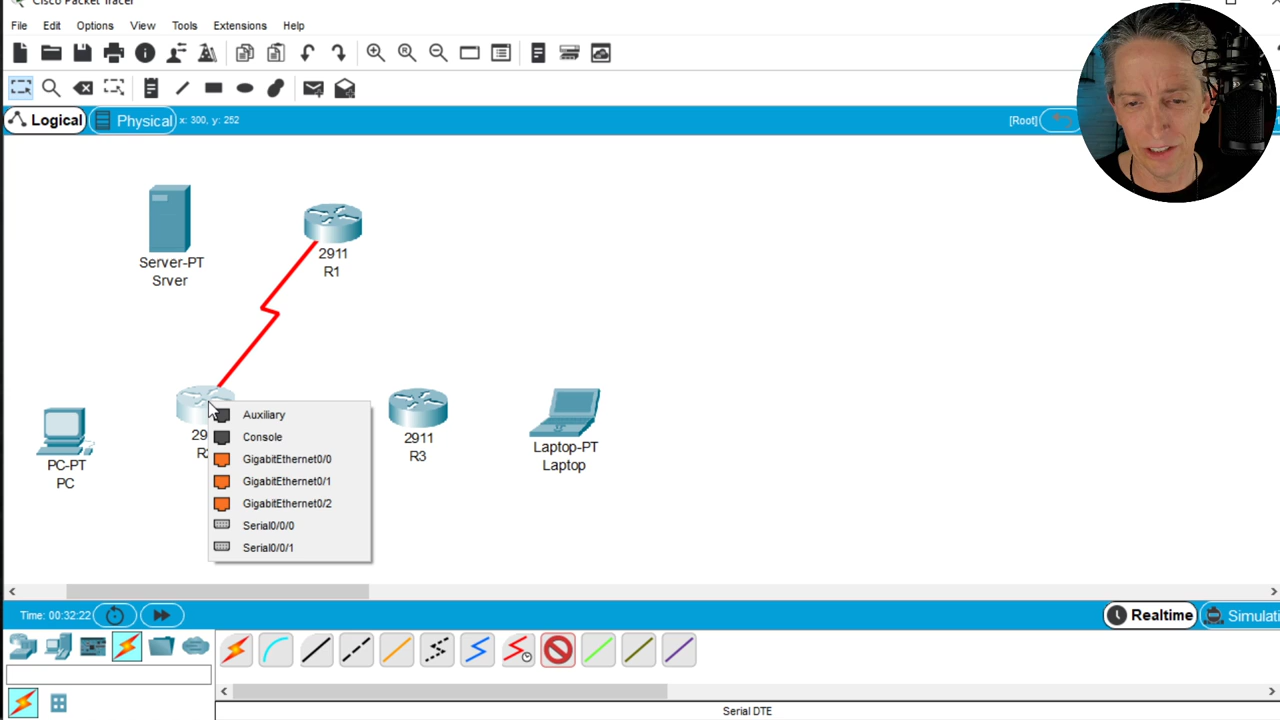 Cisco Packet Tracer
File Edit Options View Tools Extensions Help
Logical Physical x: 300, y: 252 [Root]
Server-PT
Srver
2911
R1
Auxiliary
Console
GigabitEthernet0/0
GigabitEthernet0/1
GigabitEthernet0/2
Serial0/0/0
Serial0/0/1
29
R
2911
R3
PC-PT
PC
Laptop-PT
Laptop
Time: 00:32:22 Realtime Simulati
Serial DTE